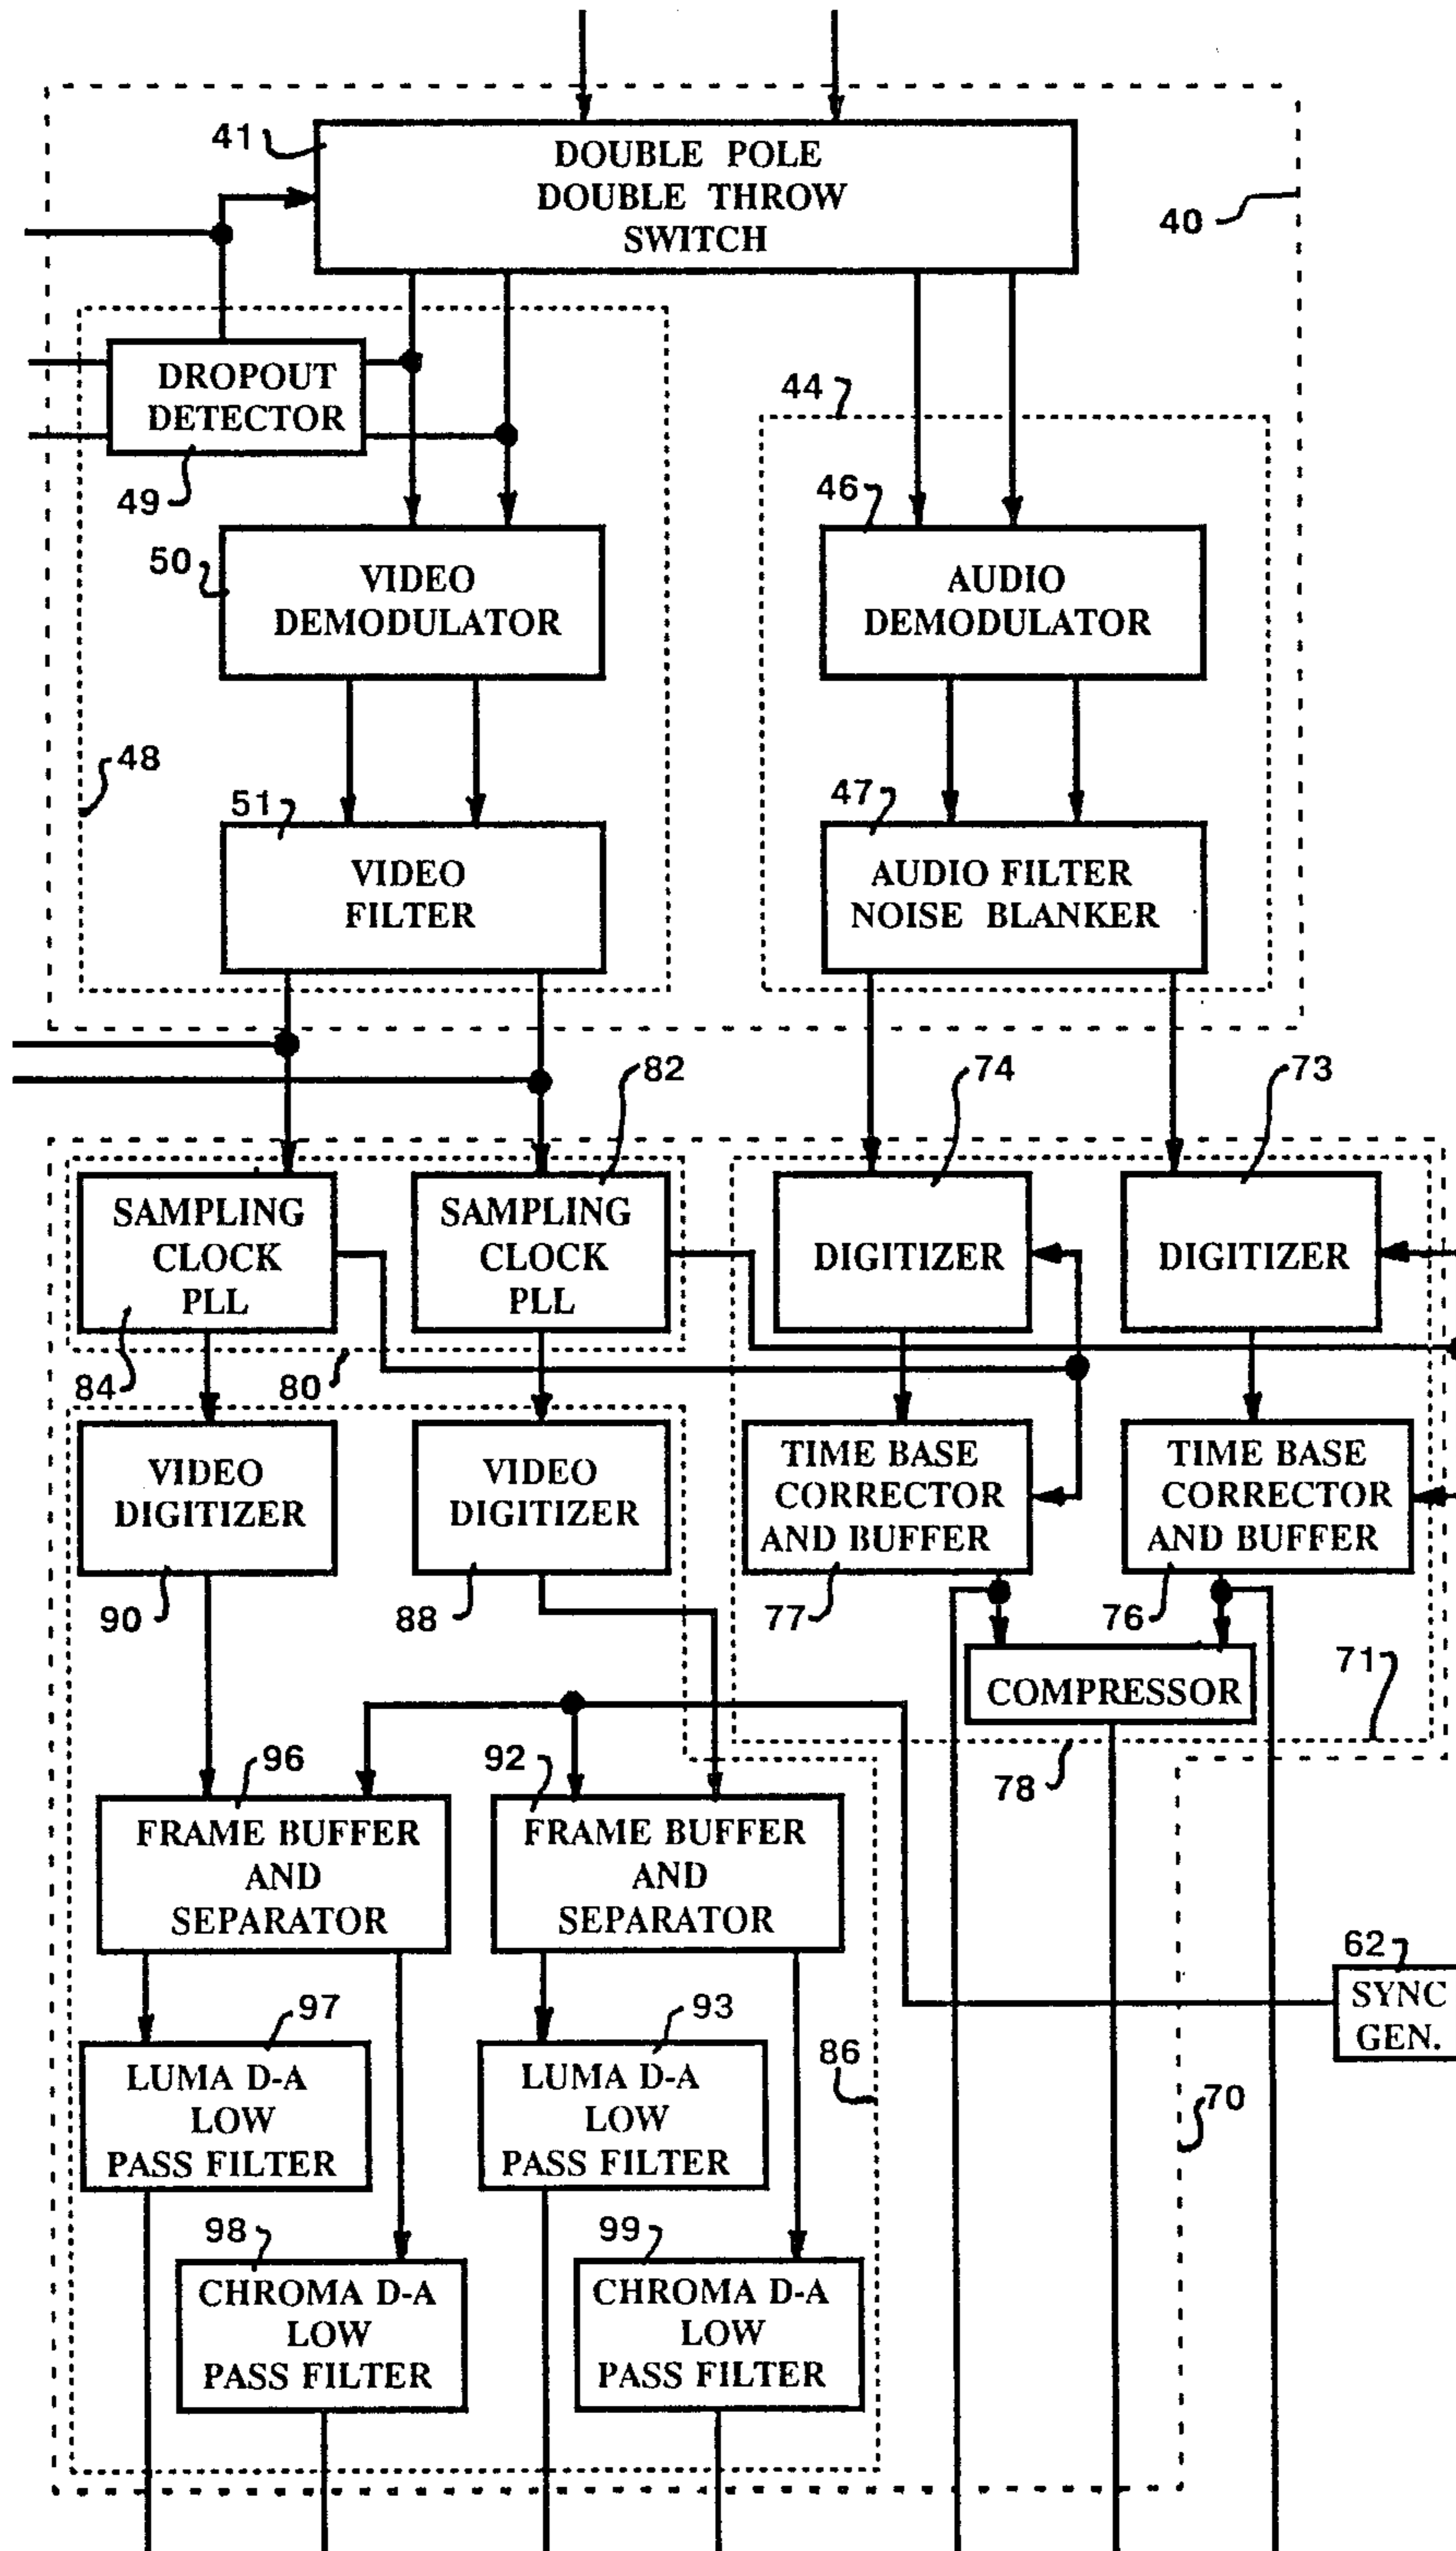 41
DOUBLE POLE
DOUBLE THROW
SWITCH
40
DROPOUT
DETECTOR
49
44
46
50
VIDEO
DEMODULATOR
AUDIO
DEMODULATOR
48
51
47
VIDEO
FILTER
AUDIO FILTER
NOISE BLANKER
82
74
73
SAMPLING
CLOCK
PLL
SAMPLING
CLOCK
PLL
DIGITIZER
DIGITIZER
84
80
VIDEO
DIGITIZER
VIDEO
DIGITIZER
TIME BASE
CORRECTOR
AND BUFFER
TIME BASE
CORRECTOR
AND BUFFER
90
88
77
76
71
COMPRESSOR
78
96
92
FRAME BUFFER
AND
SEPARATOR
FRAME BUFFER
AND
SEPARATOR
62
SYNC
GEN.
97
93
86
70
LUMA D-A
LOW
PASS FILTER
LUMA D-A
LOW
PASS FILTER
98
99
CHROMA D-A
LOW
PASS FILTER
CHROMA D-A
LOW
PASS FILTER